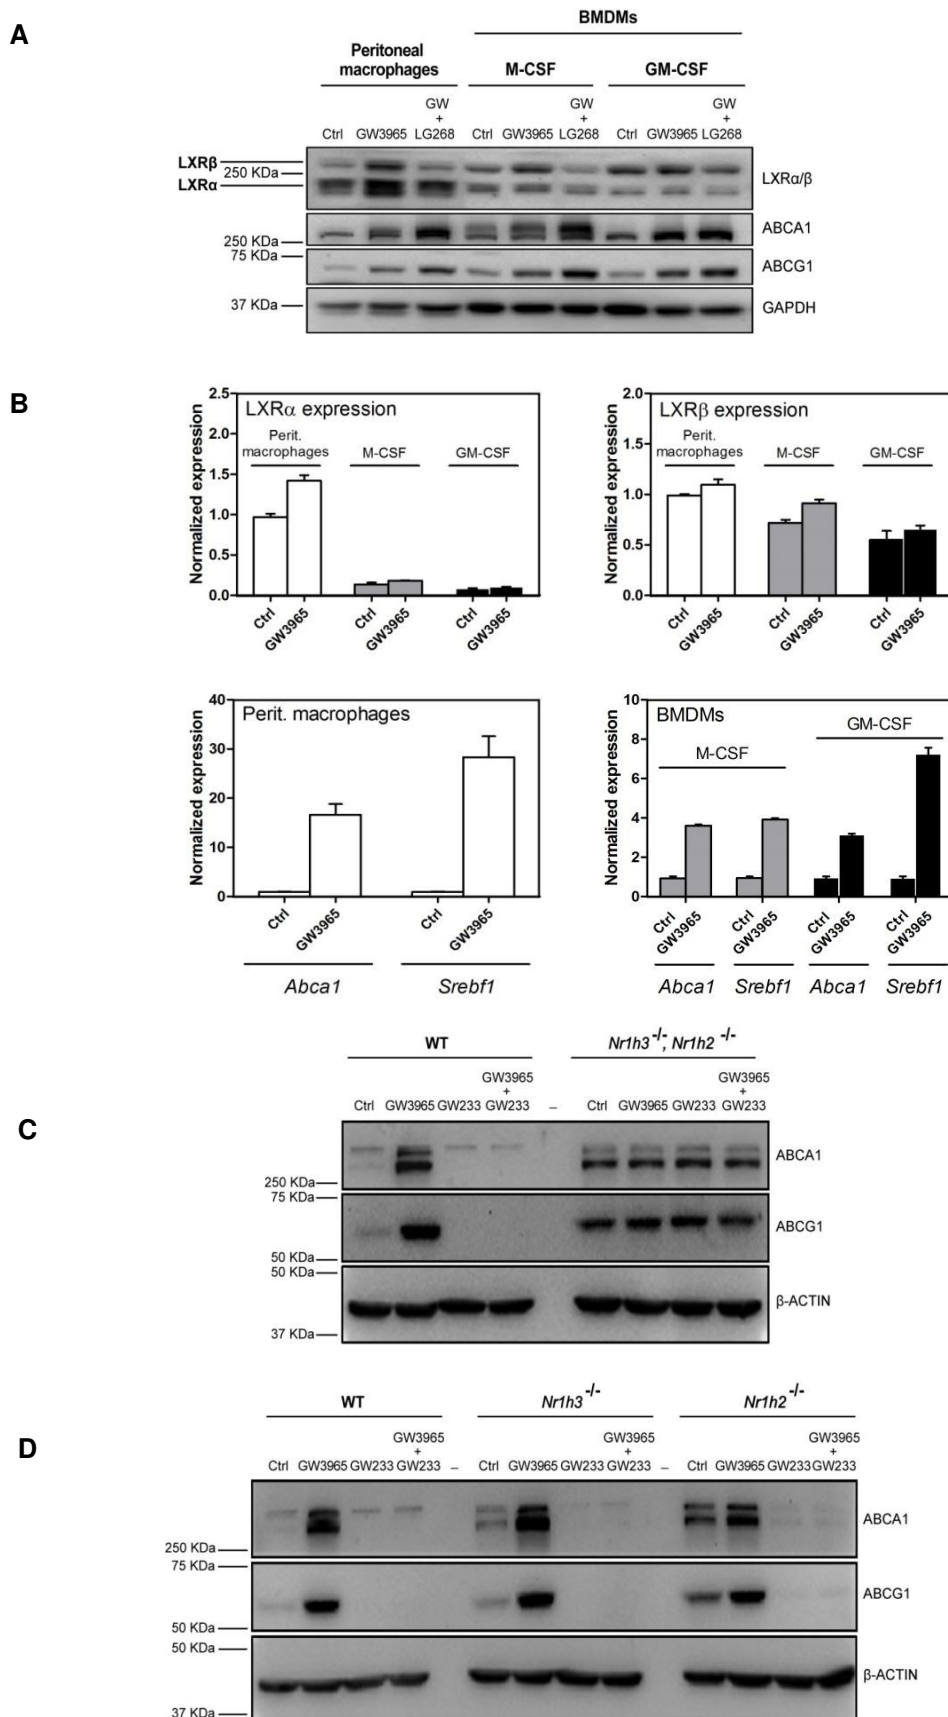 A
BMDMs
Peritoneal
macrophages
M-CSF
GM-CSF
GW
+
LG268
GW
+
LG268
GW
+
LG268
Ctrl GW3965 Ctrl GW3965 Ctrl GW3965
LXRβ
250 KDa
LXRα
LXRα/β
ABCA1
250 KDa
75 KDa
ABCG1
37 KDa
GAPDH
B
LXRα expression
Normalized expression
2.5
2.0
1.5
1.0
0.5
0.0
Perit.
macrophages
M-CSF
GM-CSF
Ctrl GW3965 Ctrl GW3965 Ctrl GW3965
LXRβ expression
Normalized expression
2.0
1.5
1.0
0.5
0.0
Perit.
macrophages
M-CSF
GM-CSF
Ctrl GW3965 Ctrl GW3965 Ctrl GW3965
Perit. macrophages
Normalized expression
40
30
20
10
0
Ctrl GW3965 Ctrl GW3965
Abca1 Srebf1
BMDMs
Normalized expression
10
8
6
4
2
0
M-CSF
GM-CSF
Ctrl GW3965 Ctrl GW3965 Ctrl GW3965 Ctrl GW3965
Abca1 Srebf1 Abca1 Srebf1
C
WT
Nr1h3-/-, Nr1h2 -/-
GW3965
+
Ctrl GW3965 GW233 GW233 –
GW3965
+
Ctrl GW3965 GW233 GW233
ABCA1
250 KDa
75 KDa
ABCG1
50 KDa
50 KDa
β-ACTIN
37 KDa
D
WT
Nr1h3-/-
Nr1h2-/-
GW3965
+
Ctrl GW3965 GW233 GW233 –
GW3965
+
Ctrl GW3965 GW233 GW233 –
GW3965
+
Ctrl GW3965 GW233 GW233
ABCA1
250 KDa
75 KDa
ABCG1
50 KDa
50 KDa
β-ACTIN
37 KDa